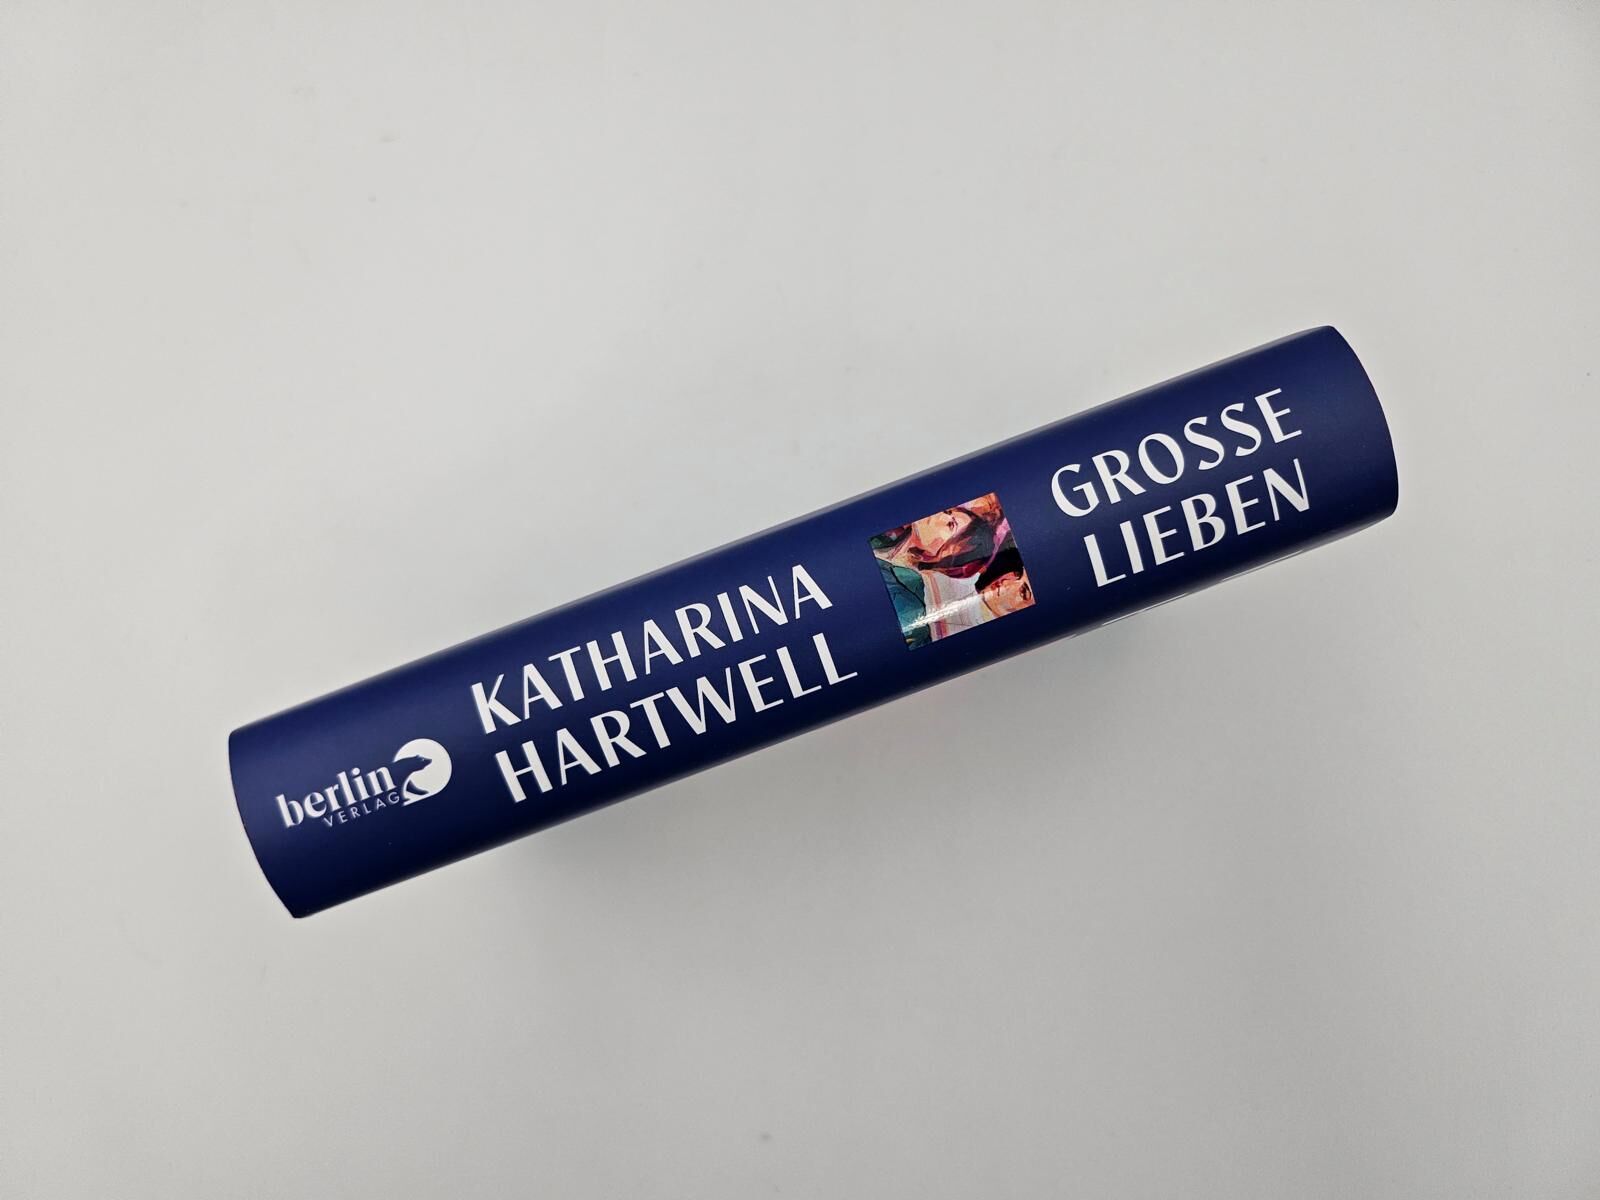 berlin
VERLAG
KATHARINA
HARTWELL
GROSSE
LIEBEN